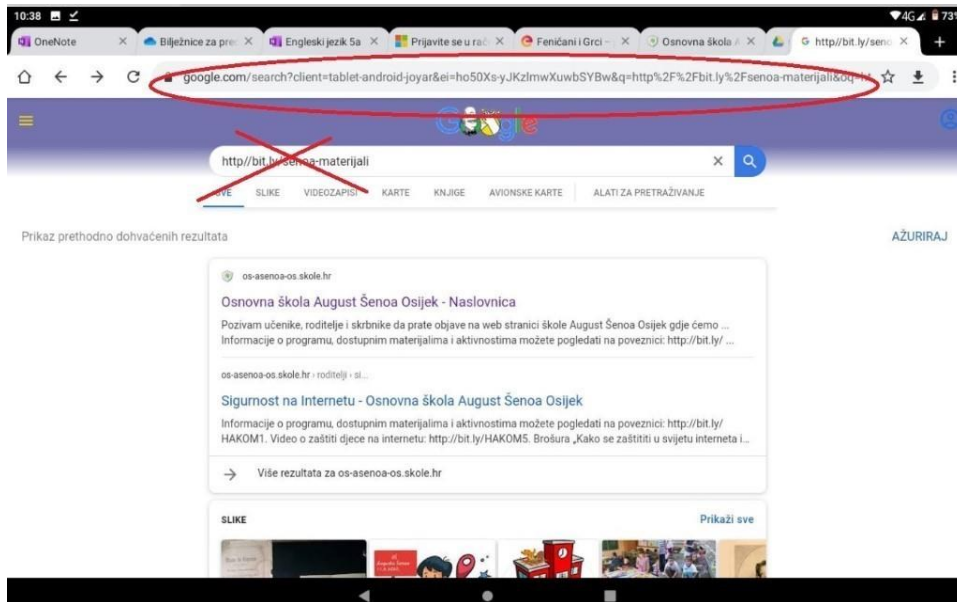 10:38 4G 73%
OneNote Bilježnice za pre Engleski jezik 5a Prijavite se u rač Feničani i Grci - Osnovna škola A http//bit.ly/seno
google.com/search?client=tablet-android-joyar&ei=ho50Xs-yJKzlmwXuwbSYBw&q=http%2F%2Fbit.ly%2Fsenoa-materijali&oq=ht
Google
http//bit.ly/senoa-materijali
SVE SLIKE VIDEOZAPISI KARTE KNJIGE AVIONSKE KARTE ALATI ZA PRETRAŽIVANJE
Prikaz prethodno dohvaćenih rezultata AŽURIRAJ
os-asenoa-os.skole.hr
Osnovna škola August Šenoa Osijek - Naslovnica
Pozivam učenike, roditelje i skrbnike da prate objave na web stranici škole August Šenoa Osijek gdje ćemo ...
Informacije o programu, dostupnim materijalima i aktivnostima možete pogledati na poveznici: http://bit.ly/ ...
os-asenoa-os.skole.hr › roditelji › si...
Sigurnost na Internetu - Osnovna škola August Šenoa Osijek
Informacije o programu, dostupnim materijalima i aktivnostima možete pogledati na poveznici: http://bit.ly/
HAKOM1. Video o zaštiti djece na internetu: http://bit.ly/HAKOM5. Brošura „Kako se zaštititi u svijetu interneta i...
Više rezultata za os-asenoa-os.skole.hr
SLIKE Prikaži sve